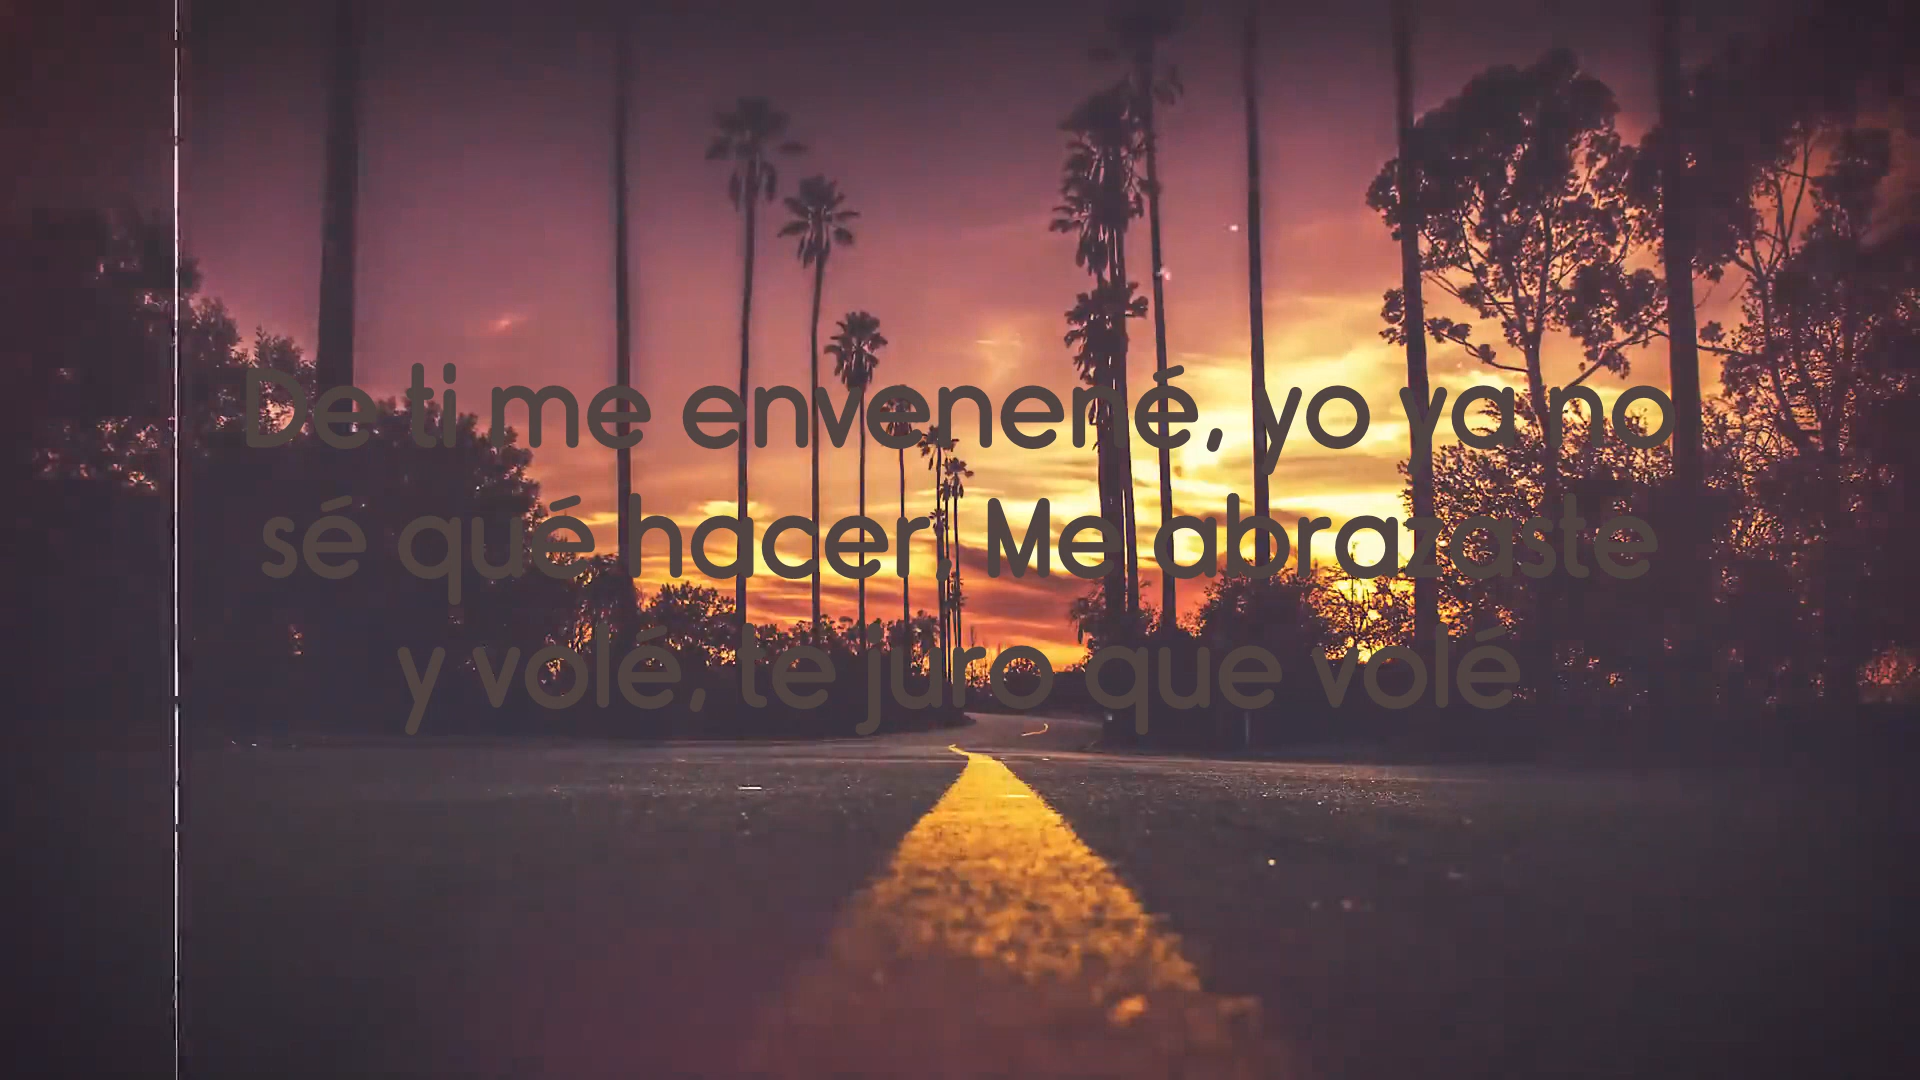 De ti me envenené, yo ya no
sé qué hacer. Me abrazaste
y volé, te juro que volé